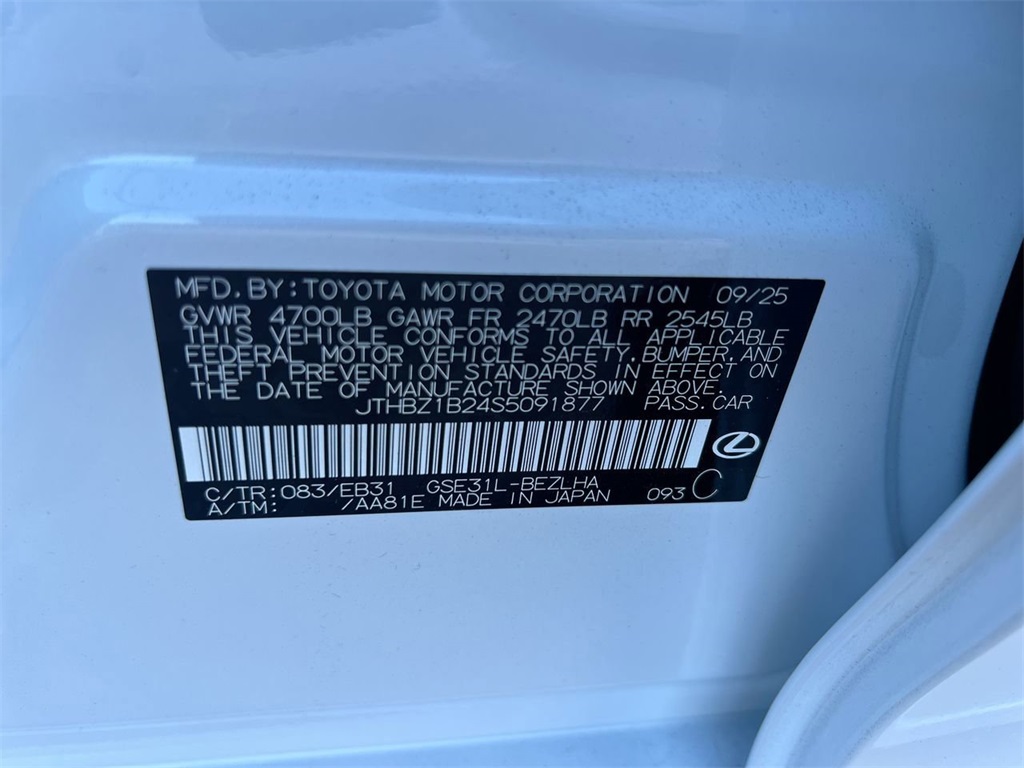 MFD.BY:TOYOTA MOTOR CORPORATION 09/25
GVWR 4700LB GAWR FR 2470LB RR 2545LB
THIS VEHICLE CONFORMS TO ALL APPLICABLE
FEDERAL MOTOR VEHICLE SAFETY,BUMPER,AND
THEFT PREVENTION STANDARDS IN EFFECT ON
THE DATE OF MANUFACTURE SHOWN ABOVE.
JTHBZ1B24S5091877 PASS.CAR
C/TR:083/EB31 GSE31L-BEZLHA
A/TM: /AA81E MADE IN JAPAN 093 C